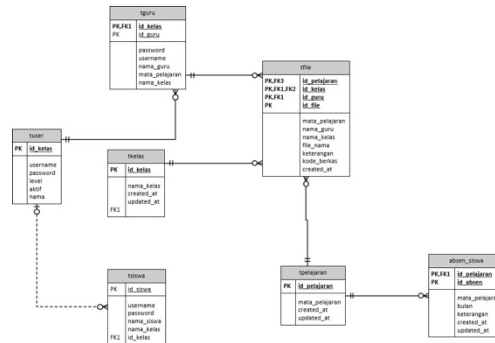 tguru
PK,FK1 id_kelas
PK id_guru
password
username
nama_guru
mata_pelajaran
nama_kelas
tfile
PK,FK3 id_pelajaran
PK,FK1,FK2 id_kelas
PK,FK1 id_guru
PK id_file
mata_pelajaran
nama_guru
nama_kelas
file_nama
keterangan
kode_berkas
created_at
tuser
PK id_kelas
username
password
level
aktif
nama
tkelas
PK id_kelas
nama_kelas
created_at
updated_at
FK1
tsiswa
PK id_siswa
username
password
nama_siswa
nama_kelas
FK1 id_kelas
tpelajaran
PK id_pelajaran
mata_pelajaran
created_at
updated_at
absen_siswa
PK,FK1 id_pelajaran
PK id_absen
mata_pelajara
bulan
keterangan
created_at
updated_at